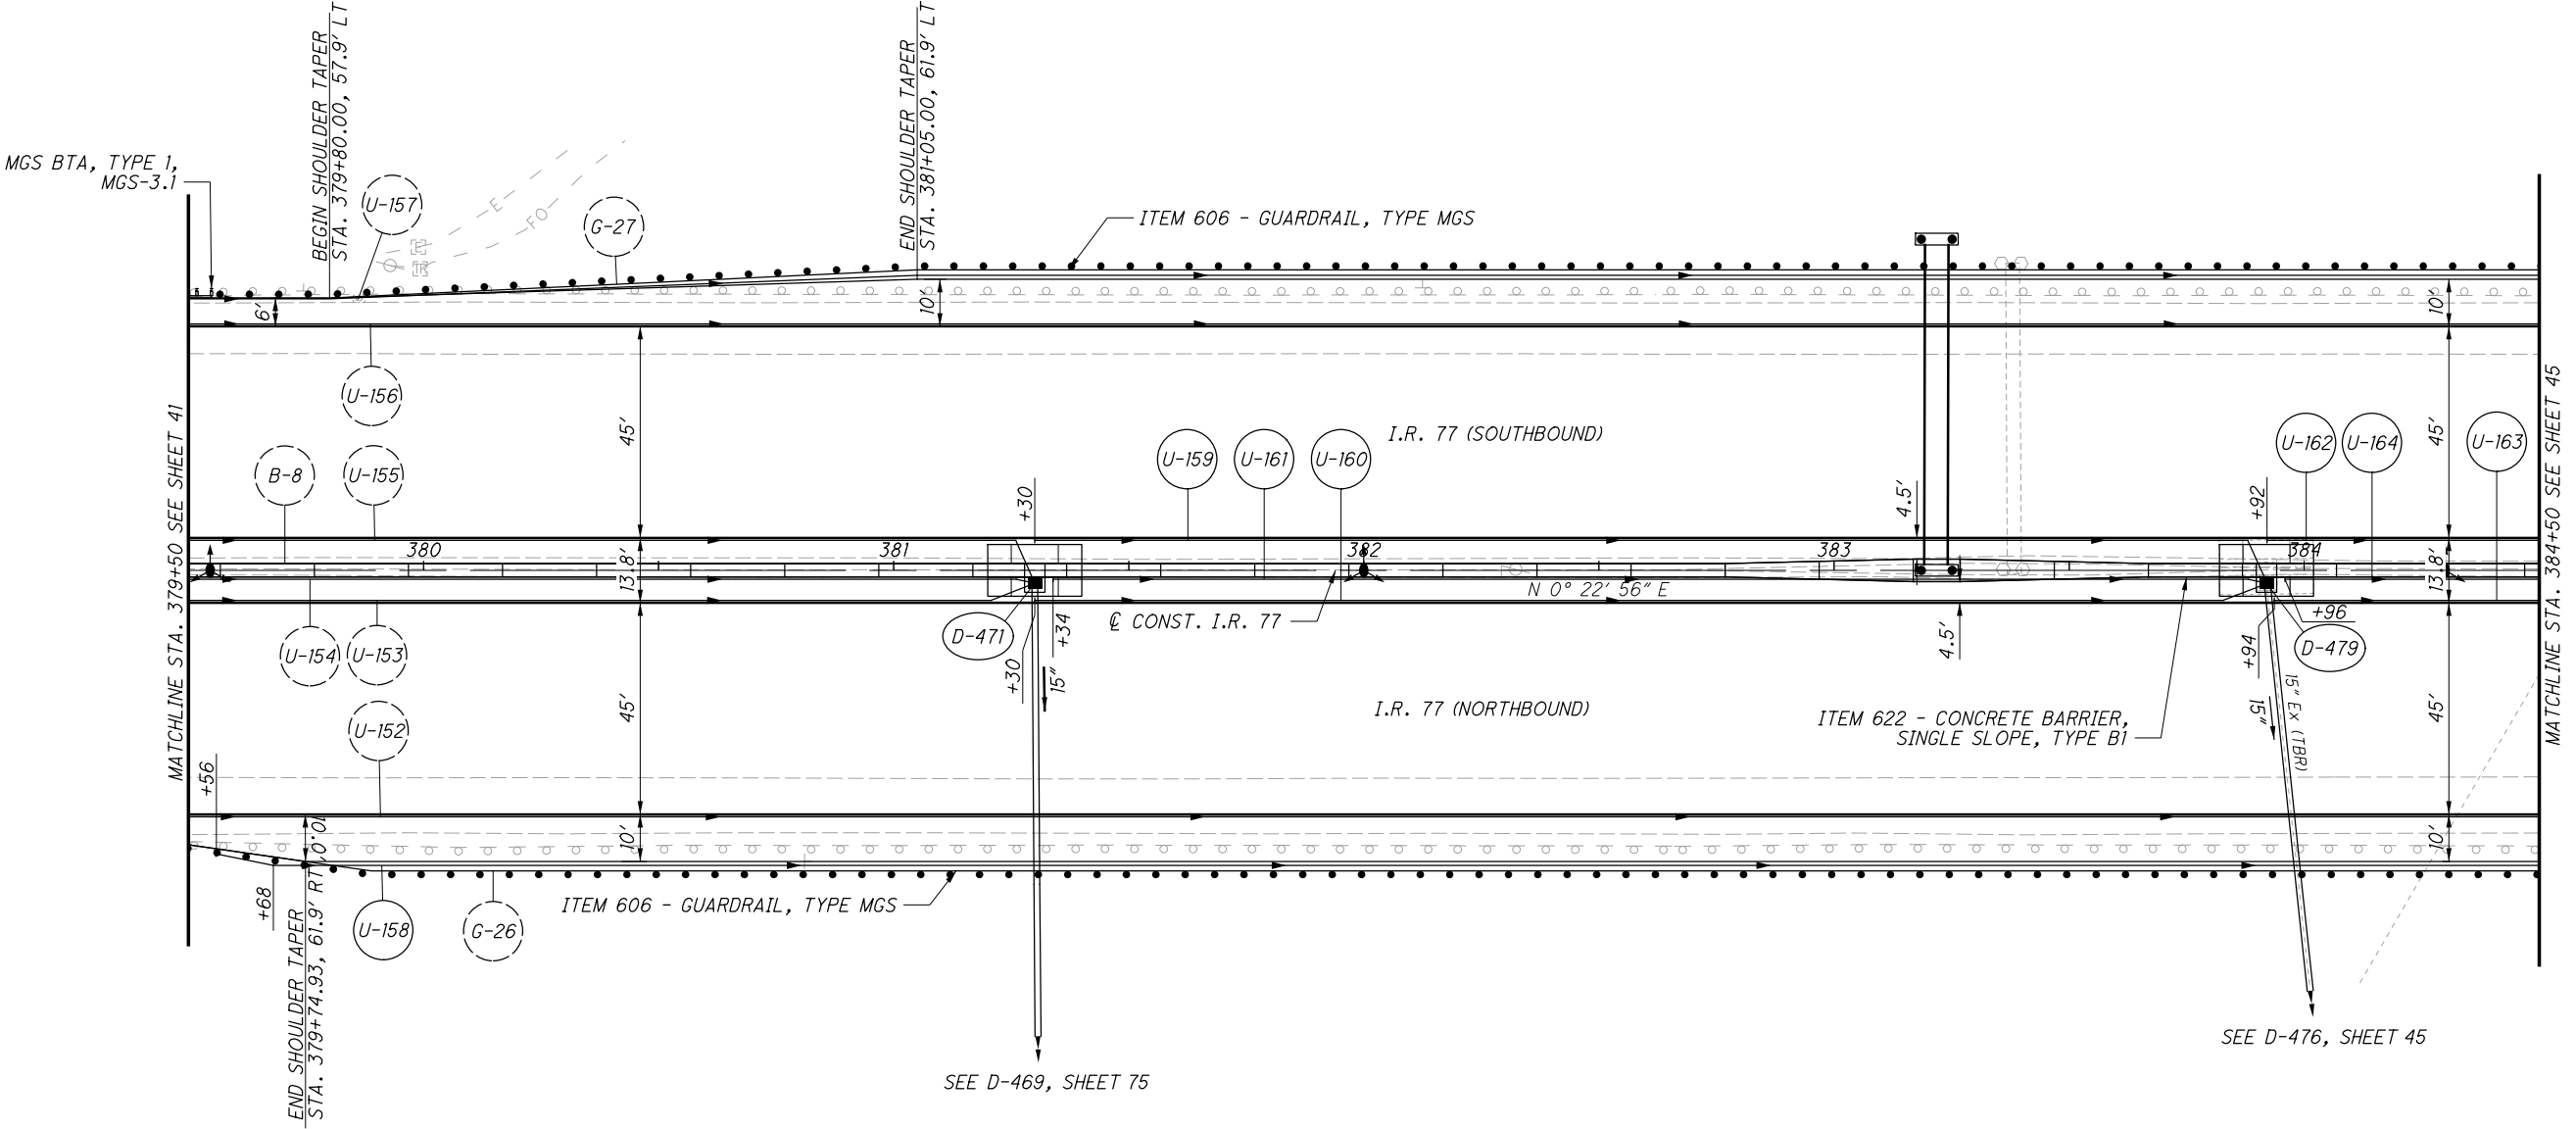 BEGIN SHOULDER TAPER
STA. 379+80.00, 57.9' LT
END SHOULDER TAPER
STA. 381+05.00, 61.9' LT
MGS BTA, TYPE 1,
MGS-3.1
U-157
E
FO
E
TR
G-27
ITEM 606 - GUARDRAIL, TYPE MGS
6'
10'
10'
U-156
MATCHLINE STA. 379+50 SEE SHEET 41
MATCHLINE STA. 384+50 SEE SHEET 45
45'
I.R. 77 (SOUTHBOUND)
45'
B-8
U-155
U-159
U-161
U-160
U-162
U-164
U-163
+30
4.5'
+92
380
381
382
383
384
13.8'
13.8'
N 0° 22' 56" E
℄ CONST. I.R. 77
U-154
U-153
D-471
+30
+34
15"
4.5'
+96
+94
D-479
15"
15" Ex (TBR)
45'
I.R. 77 (NORTHBOUND)
45'
ITEM 622 - CONCRETE BARRIER,
SINGLE SLOPE, TYPE B1
U-152
+56
10.0'
10'
10'
+68
U-158
G-26
ITEM 606 - GUARDRAIL, TYPE MGS
END SHOULDER TAPER
STA. 379+74.93, 61.9' RT
SEE D-476, SHEET 45
SEE D-469, SHEET 75